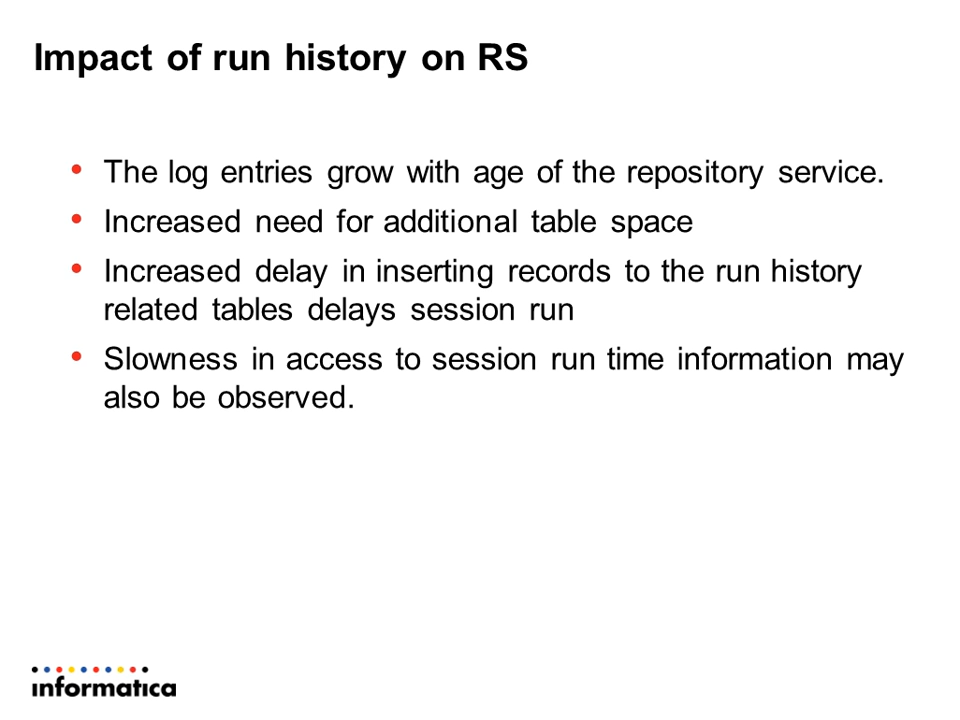 Impact of run history on RS
• The log entries grow with age of the repository service.
• Increased need for additional table space
• Increased delay in inserting records to the run history
related tables delays session run
• Slowness in access to session run time information may
also be observed.
informatica